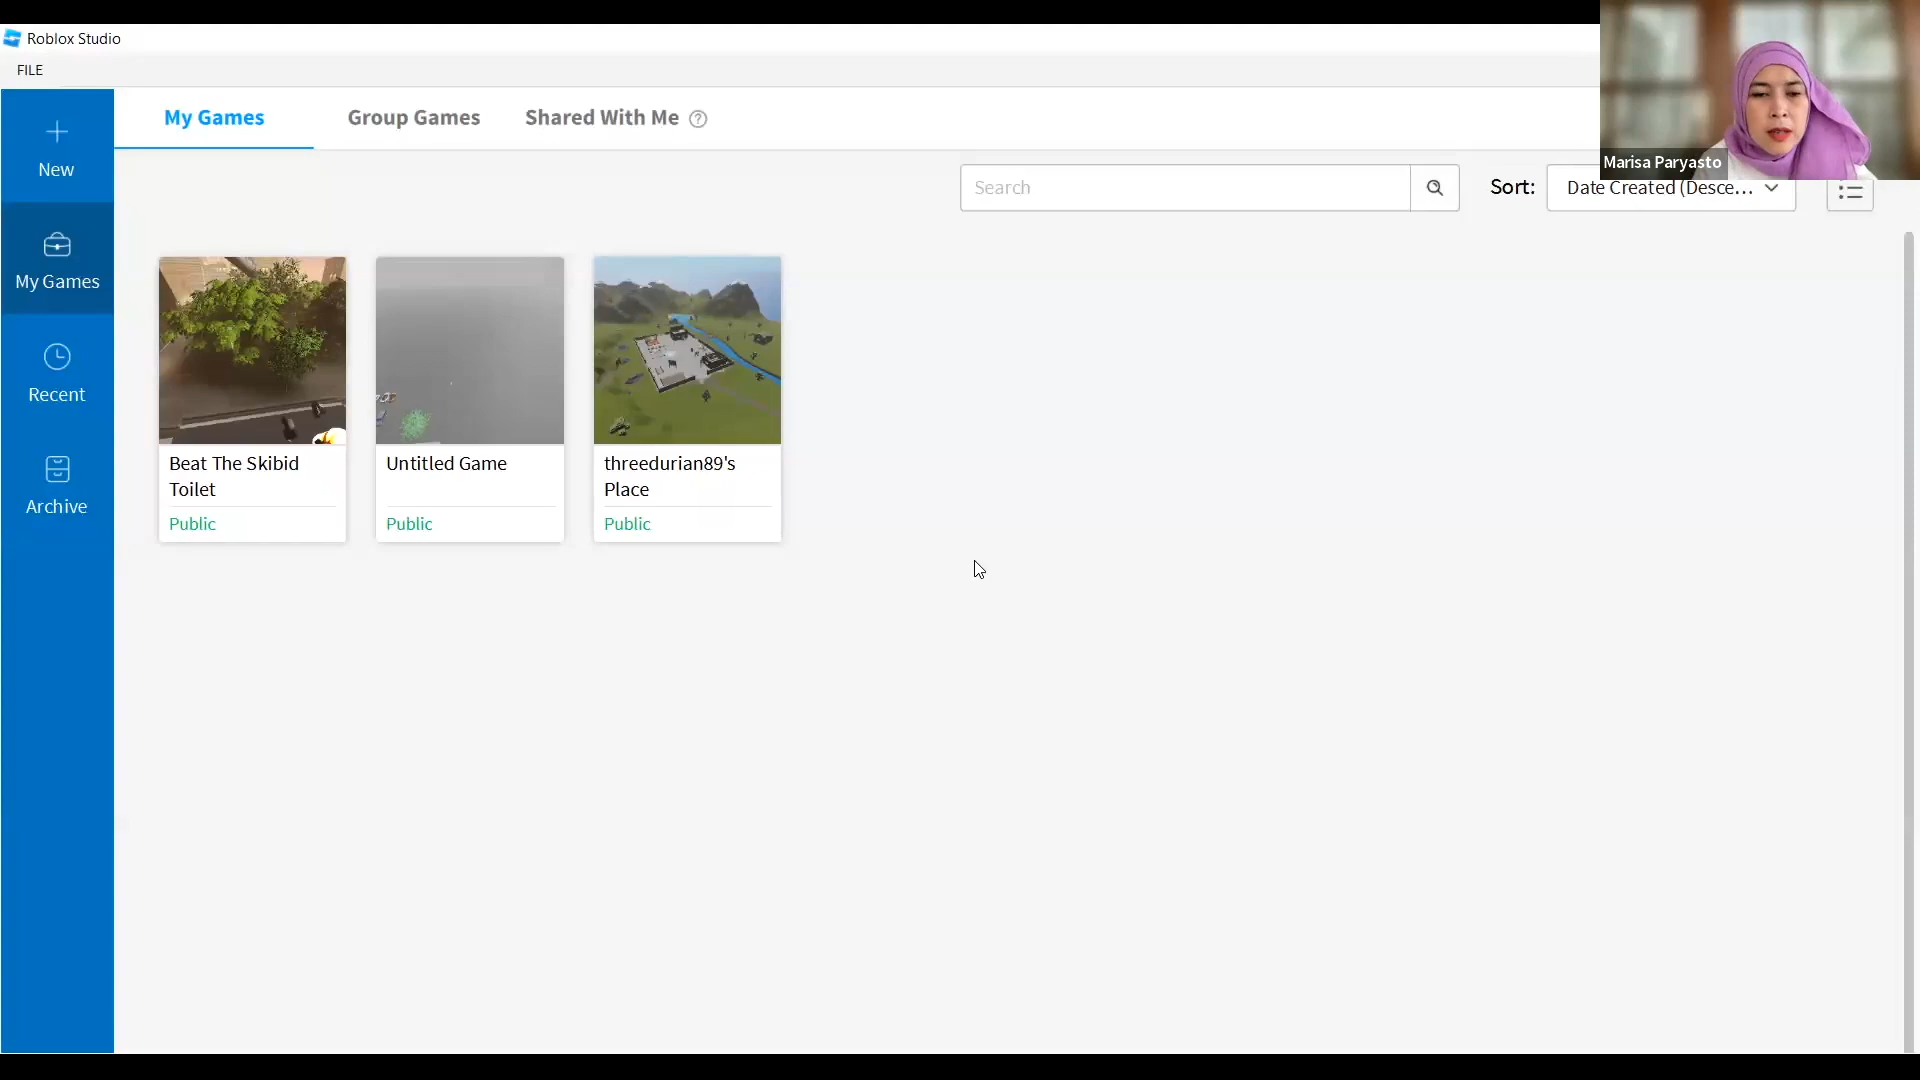 Roblox Studio
FILE
New
My Games
Recent
Archive
My Games
Group Games
Shared With Me
Search
Sort:
Date Created (Desce...
Marisa Paryasto
Beat The Skibid
Toilet
Public
Untitled Game
Public
threedurian89's
Place
Public